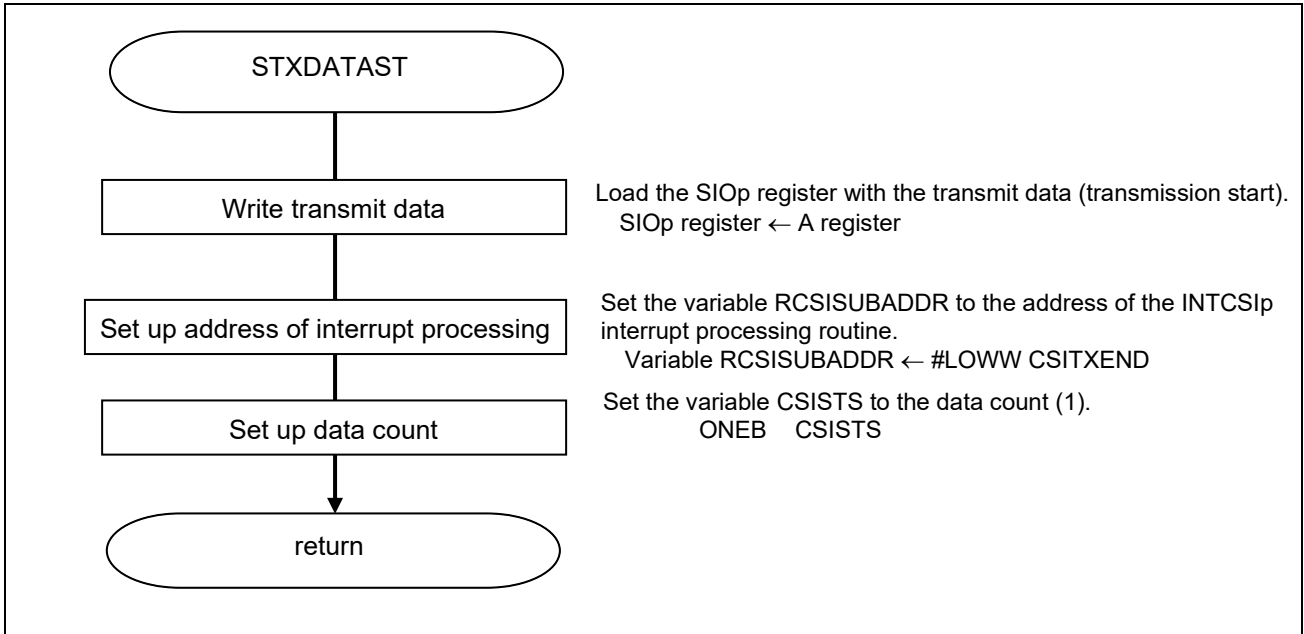 STXDATAST
Write transmit data
Load the SIOp register with the transmit data (transmission start).
SIOp register ← A register
Set up address of interrupt processing
Set the variable RCSISUBADDR to the address of the INTCSIp
interrupt processing routine.
Variable RCSISUBADDR ← #LOWW CSITXEND
Set up data count
Set the variable CSISTS to the data count (1).
ONEB CSISTS
return